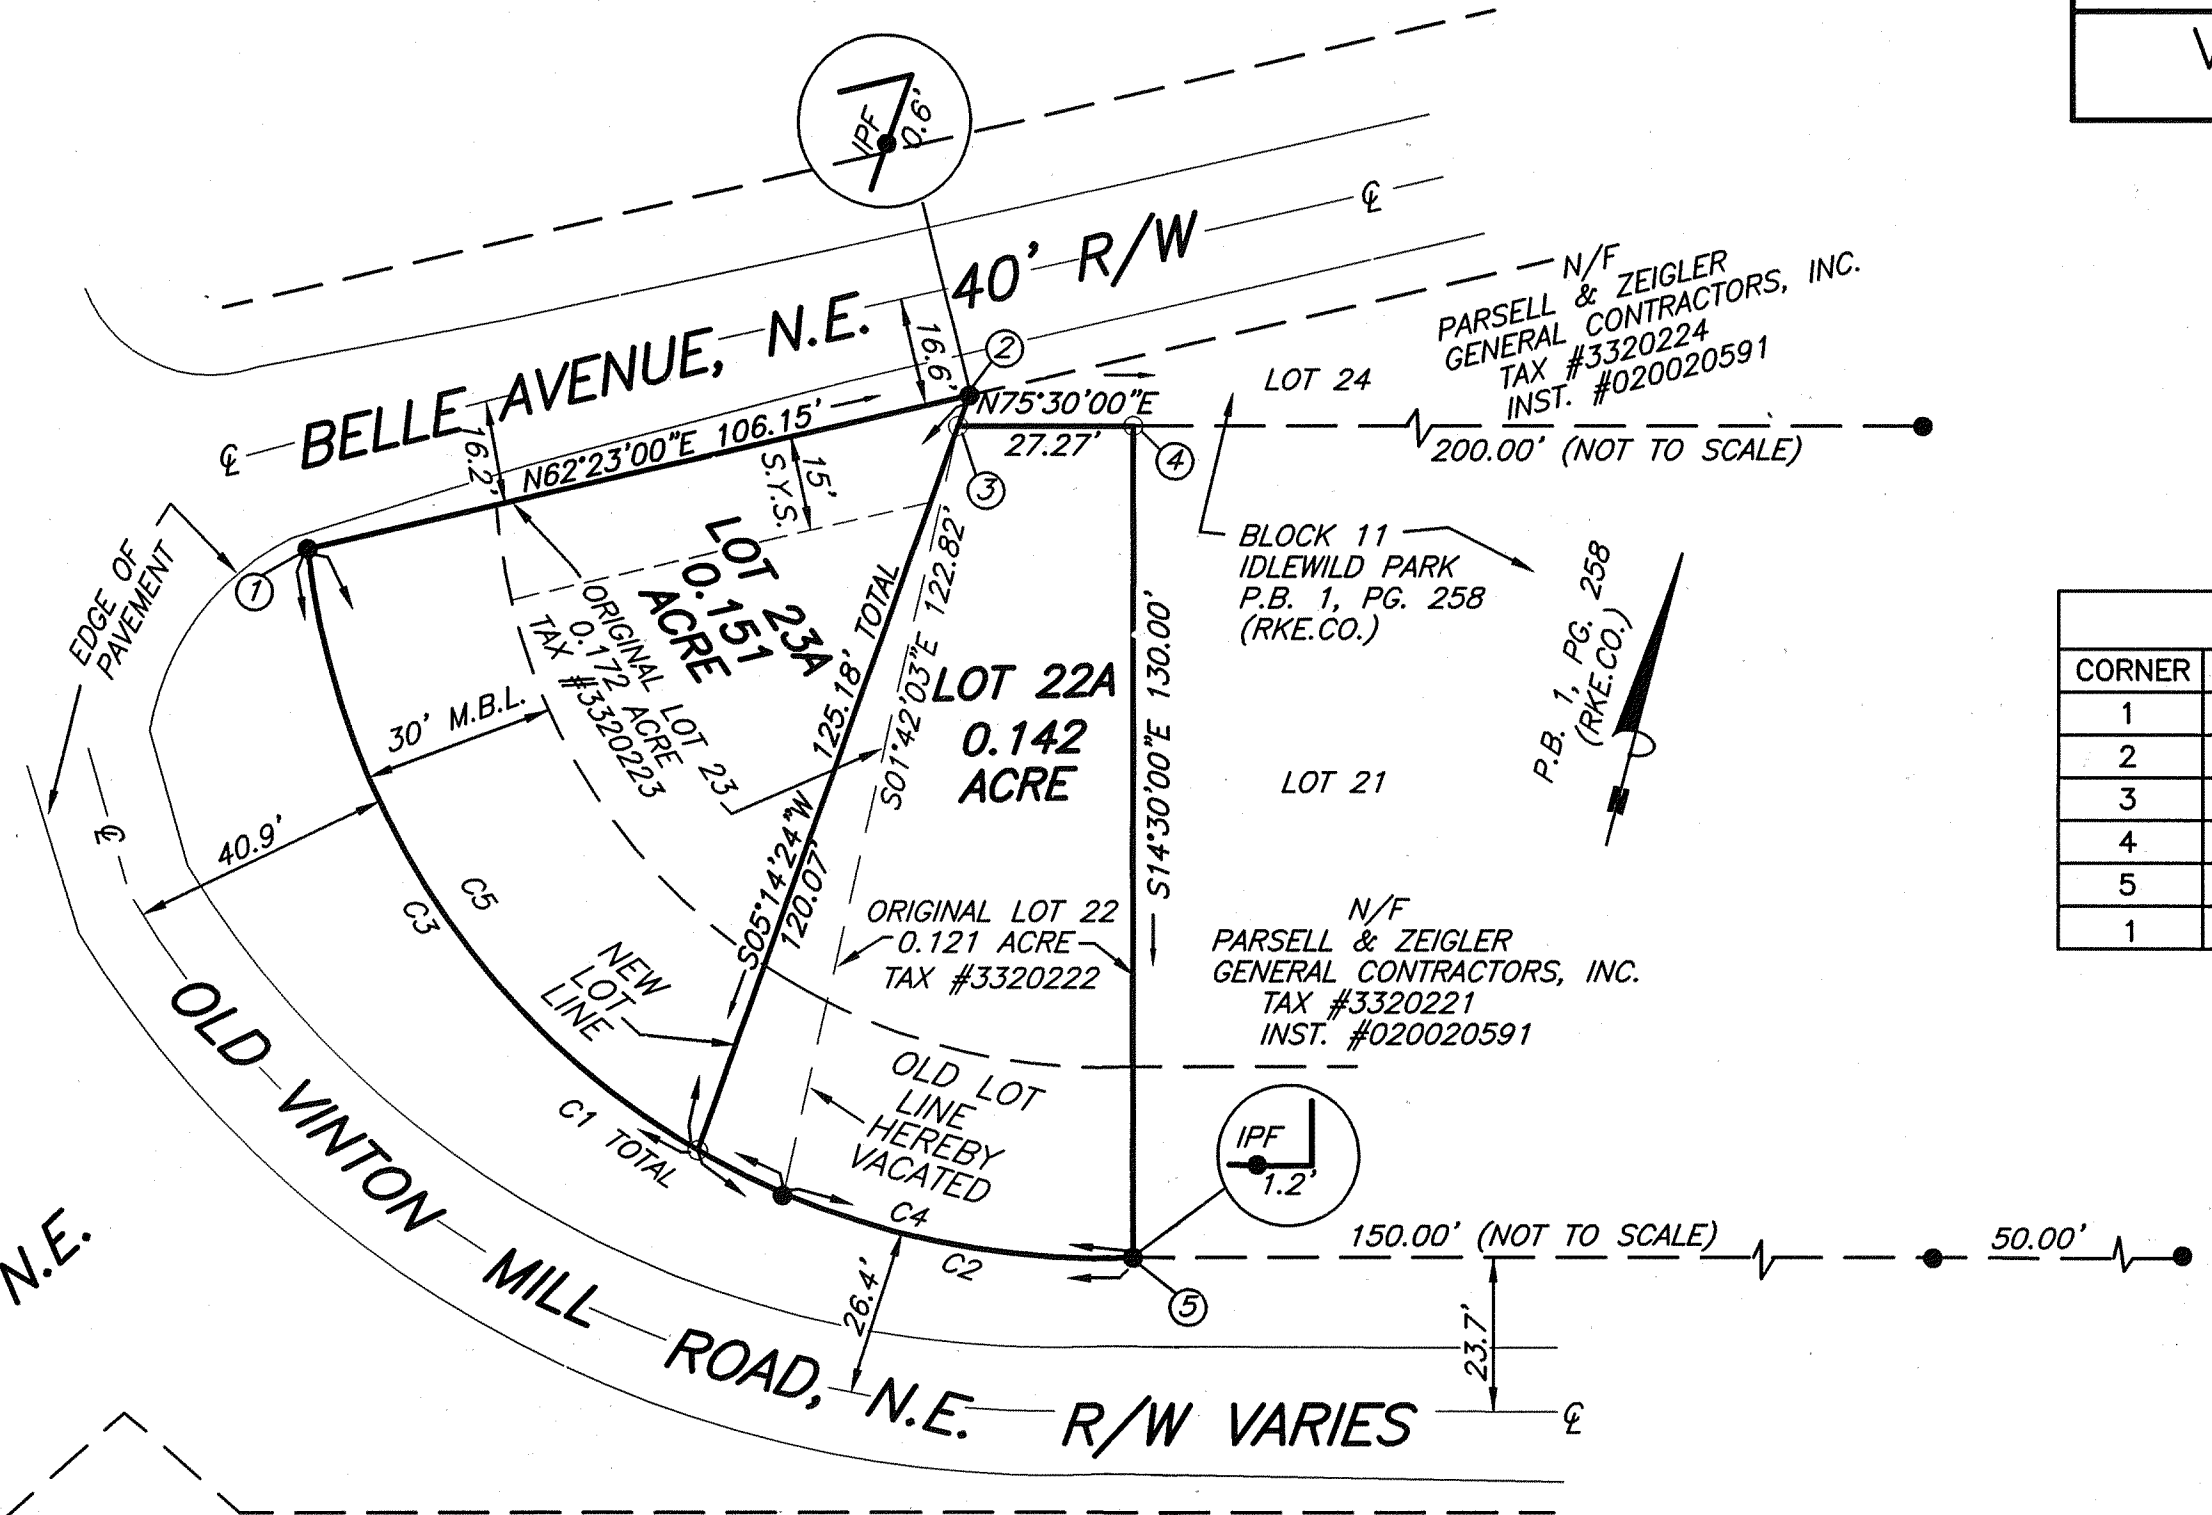 IPF
0.6'
℄
BELLE AVENUE, N.E. 40' R/W
℄
16.6'
16.2'
N62°23'00"E 106.15'
15'
S.Y.S.
1
2
3
4
5
N75°30'00"E
27.27'
LOT 24
N/F
PARSELL & ZEIGLER
GENERAL CONTRACTORS, INC.
TAX #3320224
INST. #020020591
200.00' (NOT TO SCALE)
BLOCK 11
IDLEWILD PARK
P.B. 1, PG. 258
(RKE.CO.)
P.B. 1, PG. 258
(RKE.CO.)
EDGE OF
PAVEMENT
LOT 23A
0.151
ACRE
ORIGINAL LOT 23
0.172 ACRE
TAX #3320223
30' M.B.L.
40.9'
℄
125.18' TOTAL
S05°14'24"W
120.07'
S01°42'03"E 122.82'
LOT 22A
0.142
ACRE
S14°30'00"E 130.00'
LOT 21
ORIGINAL LOT 22
0.121 ACRE
TAX #3320222
N/F
PARSELL & ZEIGLER
GENERAL CONTRACTORS, INC.
TAX #3320221
INST. #020020591
C5
C3
NEW
LOT
LINE
C1 TOTAL
OLD LOT
LINE
HEREBY
VACATED
C4
C2
IPF
1.2'
150.00' (NOT TO SCALE)
50.00'
26.4'
23.7'
OLD VINTON MILL ROAD, N.E. R/W VARIES
℄
N.E.
CORNER
1
2
3
4
5
1